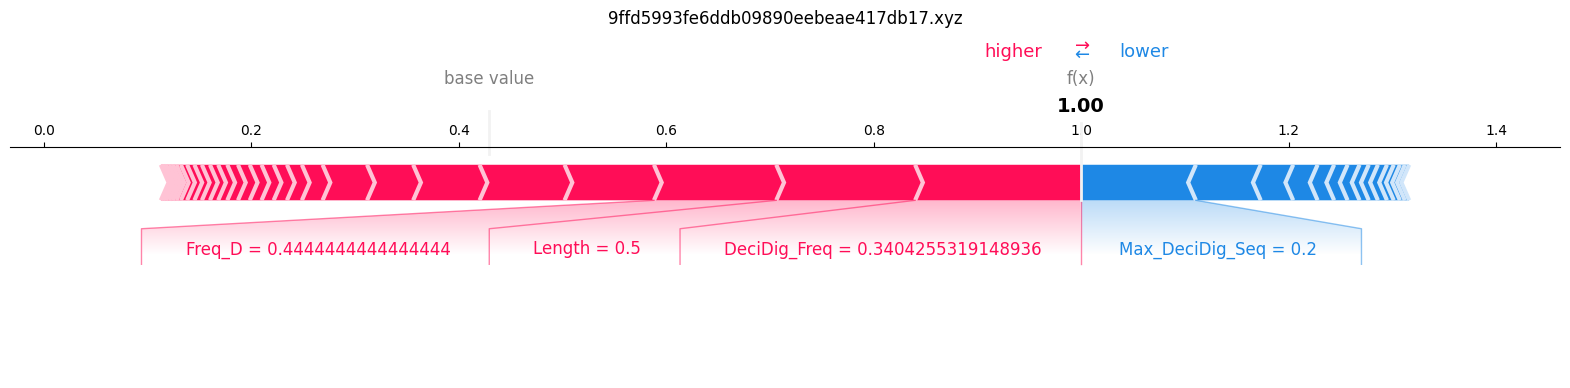 9ffd5993fe6ddb09890eebeae417db17.xyz
higher ⇄ lower
base value f(x)
1.00
0.0 0.2 0.4 0.6 0.8 1.0 1.2 1.4
Freq_D = 0.4444444444444444 Length = 0.5 DeciDig_Freq = 0.3404255319148936 Max_DeciDig_Seq = 0.2